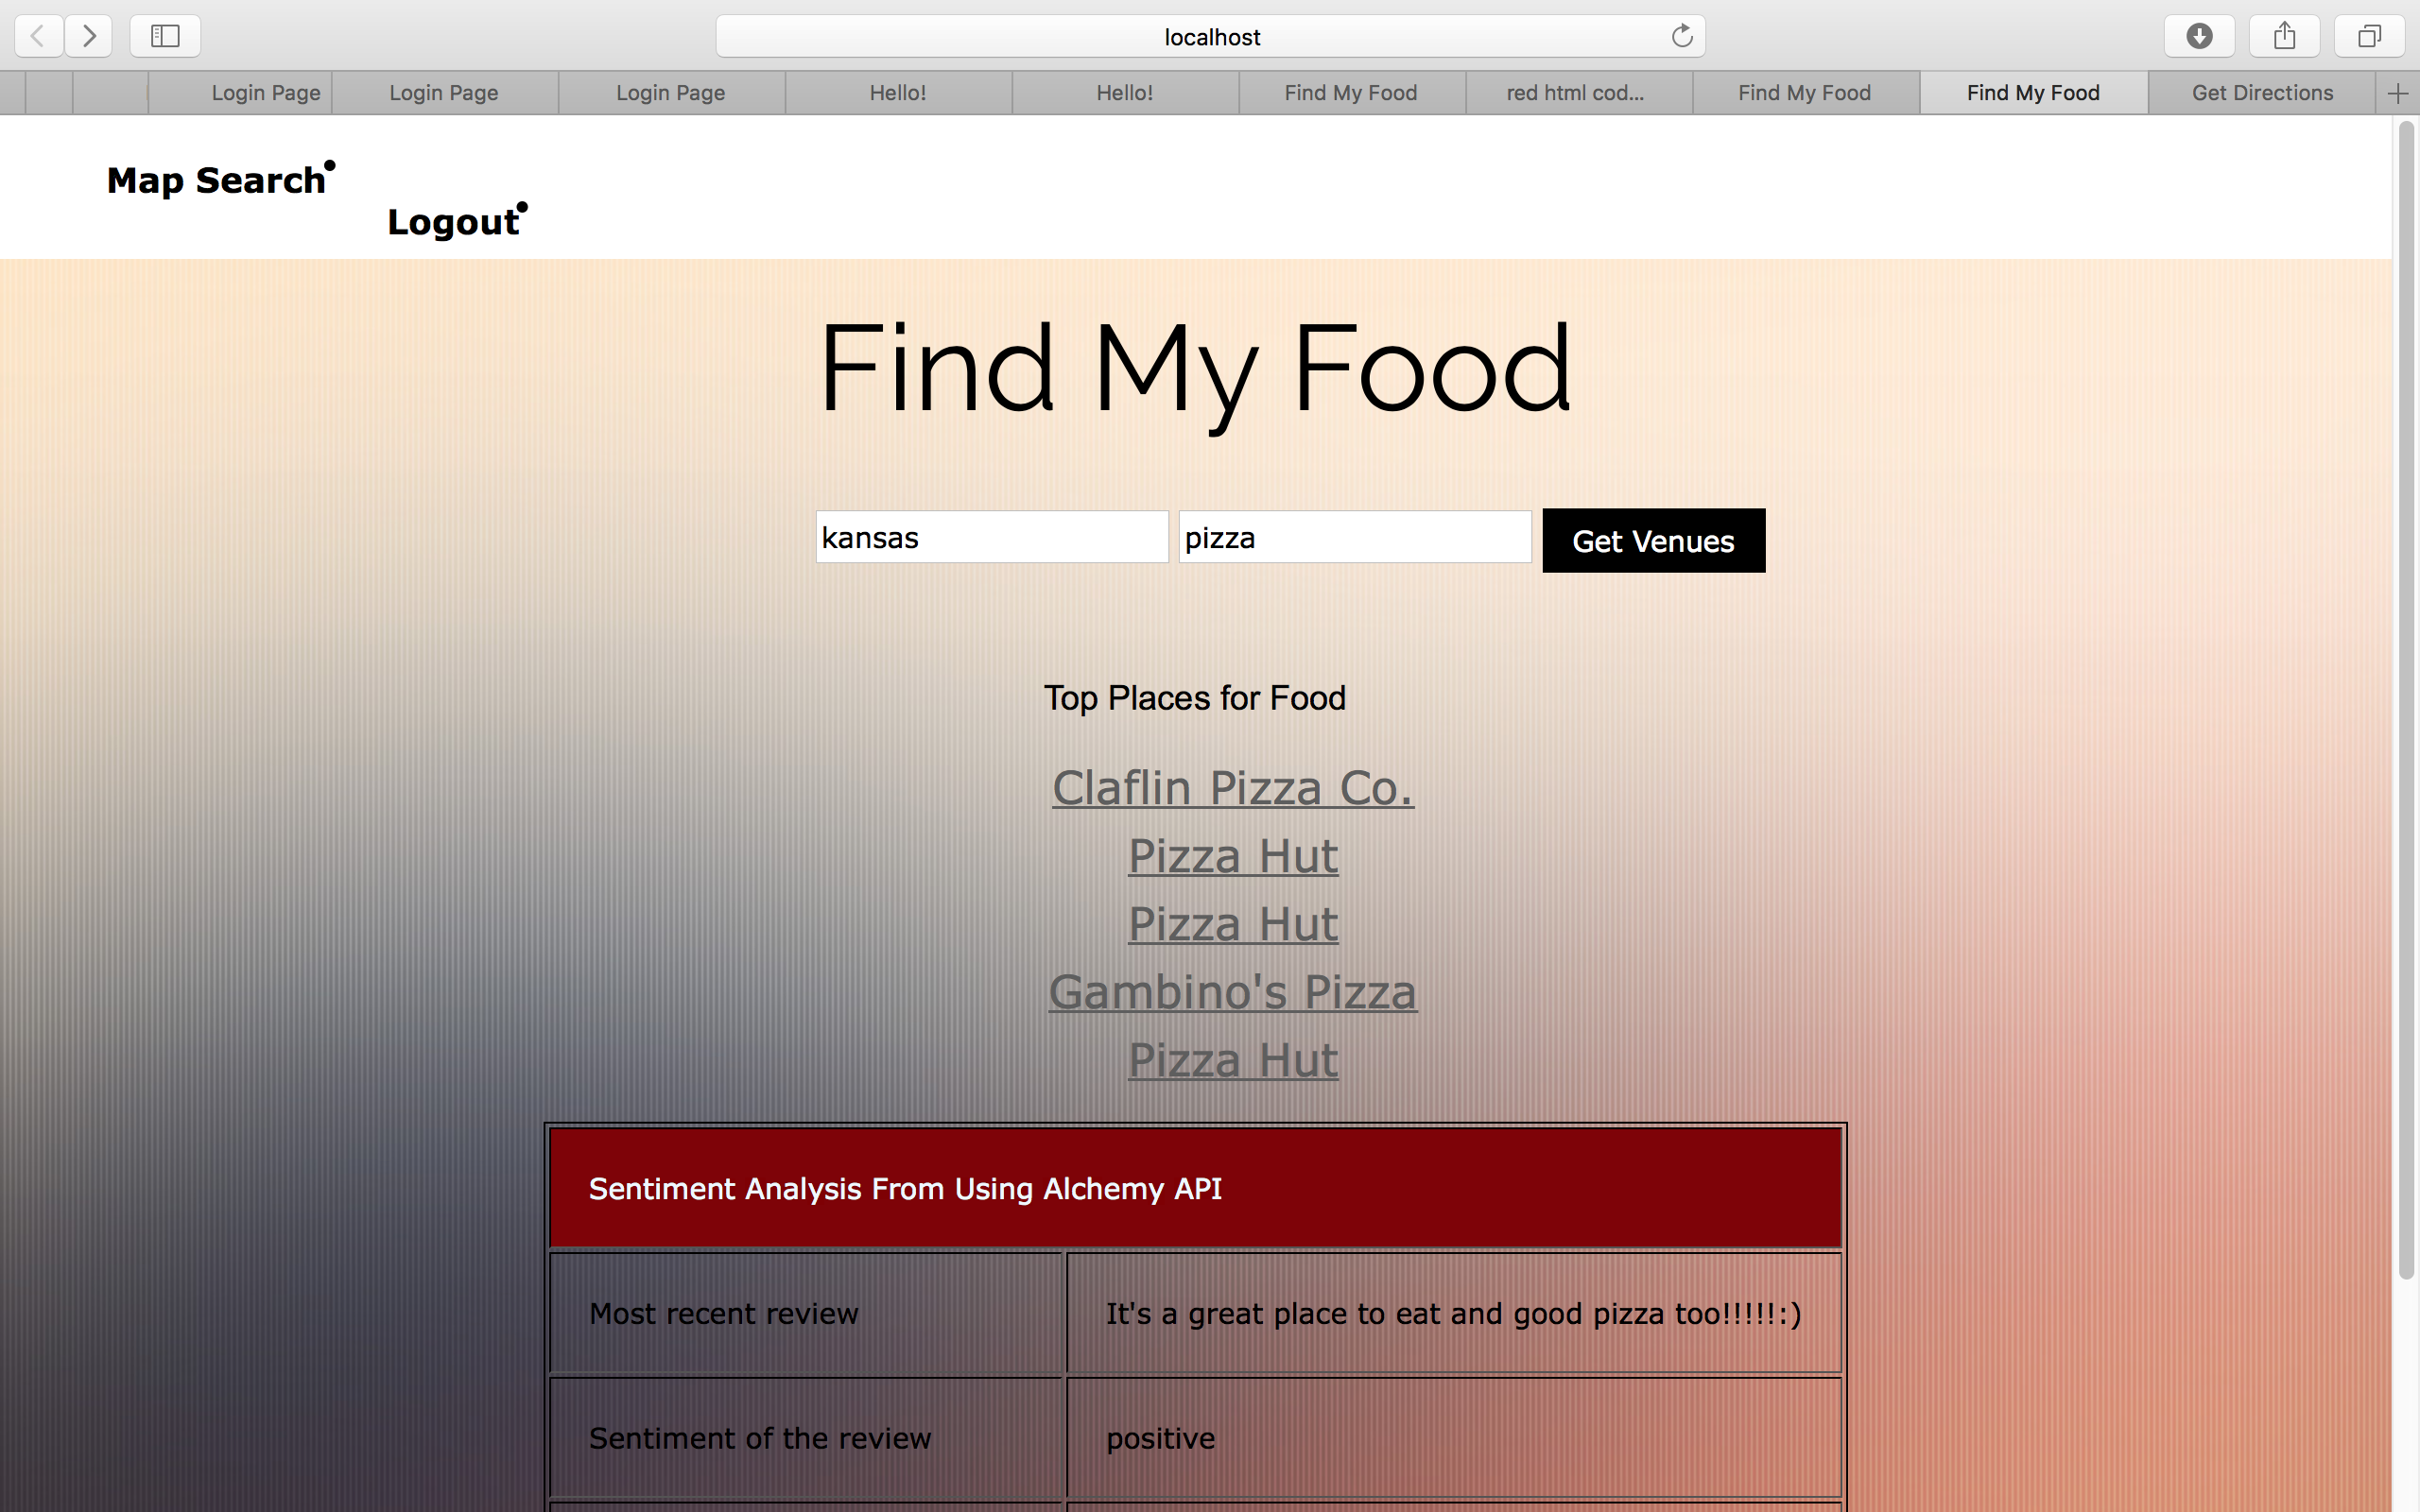 localhost
Login Page Login Page Login Page Hello! Hello! Find My Food red html cod... Find My Food Find My Food Get Directions
Map Search
Logout
Find My Food
kansas pizza Get Venues
Top Places for Food
Claflin Pizza Co.
Pizza Hut
Pizza Hut
Gambino's Pizza
Pizza Hut
Sentiment Analysis From Using Alchemy API
Most recent review It's a great place to eat and good pizza too!!!!!:)
Sentiment of the review positive